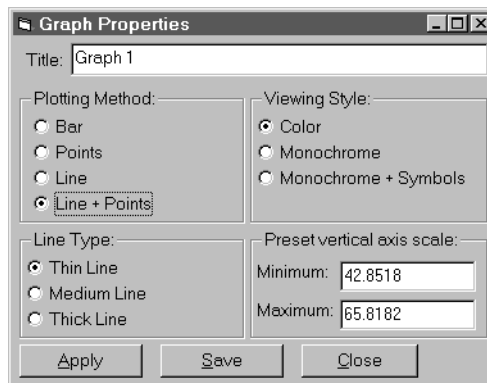 Graph Properties
Title: Graph 1
Plotting Method:
Bar
Points
Line
Line + Points
Viewing Style:
Color
Monochrome
Monochrome + Symbols
Line Type:
Thin Line
Medium Line
Thick Line
Preset vertical axis scale:
Minimum: 42.8518
Maximum: 65.8182
Apply Save Close